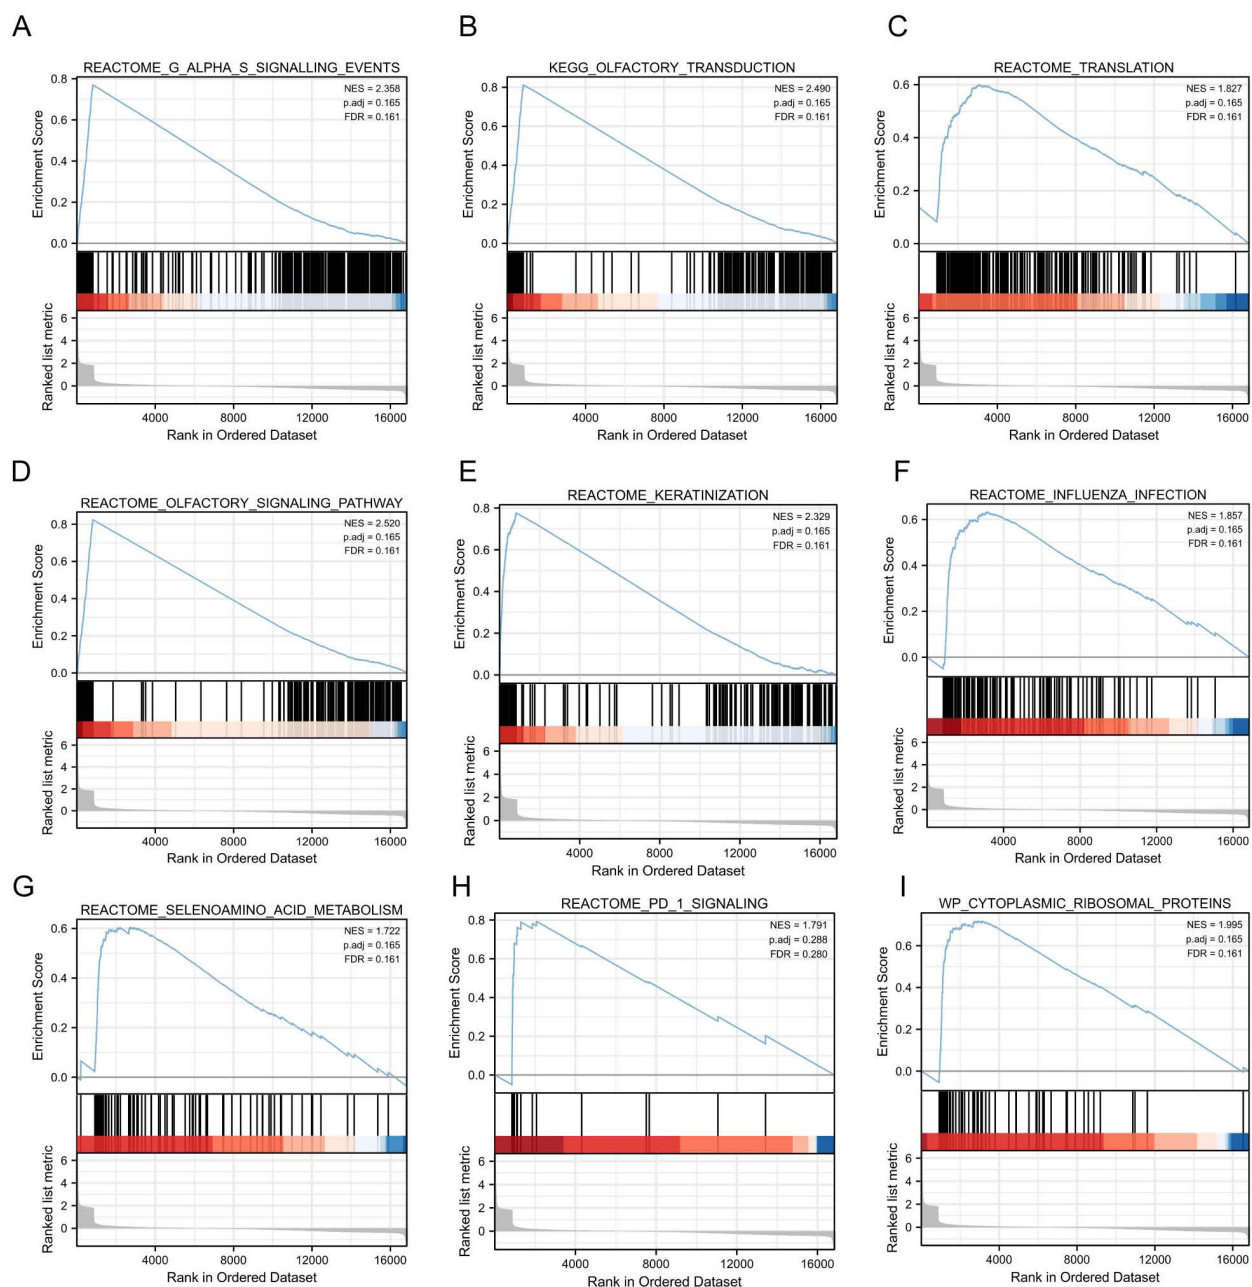 A
REACTOME_G_ALPHA_S_SIGNALLING_EVENTS
NES = 2.358
p.adj = 0.165
FDR = 0.161
0.8
0.6
0.4
0.2
0.0
Enrichment Score
6
4
2
0
Ranked list metric
4000 8000 12000 16000
Rank in Ordered Dataset
B
KEGG_OLFACTORY_TRANSDUCTION
NES = 2.490
p.adj = 0.165
FDR = 0.161
0.8
0.6
0.4
0.2
0.0
Enrichment Score
6
4
2
0
Ranked list metric
4000 8000 12000 16000
Rank in Ordered Dataset
C
REACTOME_TRANSLATION
NES = 1.827
p.adj = 0.165
FDR = 0.161
0.6
0.4
0.2
0.0
Enrichment Score
6
4
2
0
Ranked list metric
4000 8000 12000 16000
Rank in Ordered Dataset
D
REACTOME_OLFACTORY_SIGNALING_PATHWAY
NES = 2.520
p.adj = 0.165
FDR = 0.161
0.8
0.6
0.4
0.2
0.0
Enrichment Score
6
4
2
0
Ranked list metric
4000 8000 12000 16000
Rank in Ordered Dataset
E
REACTOME_KERATINIZATION
NES = 2.329
p.adj = 0.165
FDR = 0.161
0.8
0.6
0.4
0.2
0.0
Enrichment Score
6
4
2
0
Ranked list metric
4000 8000 12000 16000
Rank in Ordered Dataset
F
REACTOME_INFLUENZA_INFECTION
NES = 1.857
p.adj = 0.165
FDR = 0.161
0.6
0.4
0.2
0.0
Enrichment Score
6
4
2
0
Ranked list metric
4000 8000 12000 16000
Rank in Ordered Dataset
G
REACTOME_SELENOAMINO_ACID_METABOLISM
NES = 1.722
p.adj = 0.165
FDR = 0.161
0.6
0.4
0.2
0.0
Enrichment Score
6
4
2
0
Ranked list metric
4000 8000 12000 16000
Rank in Ordered Dataset
H
REACTOME_PD_1_SIGNALING
NES = 1.791
p.adj = 0.288
FDR = 0.280
0.8
0.6
0.4
0.2
0.0
Enrichment Score
6
4
2
0
Ranked list metric
4000 8000 12000 16000
Rank in Ordered Dataset
I
WP_CYTOPLASMIC_RIBOSOMAL_PROTEINS
NES = 1.995
p.adj = 0.165
FDR = 0.161
0.6
0.4
0.2
0.0
Enrichment Score
6
4
2
0
Ranked list metric
4000 8000 12000 16000
Rank in Ordered Dataset